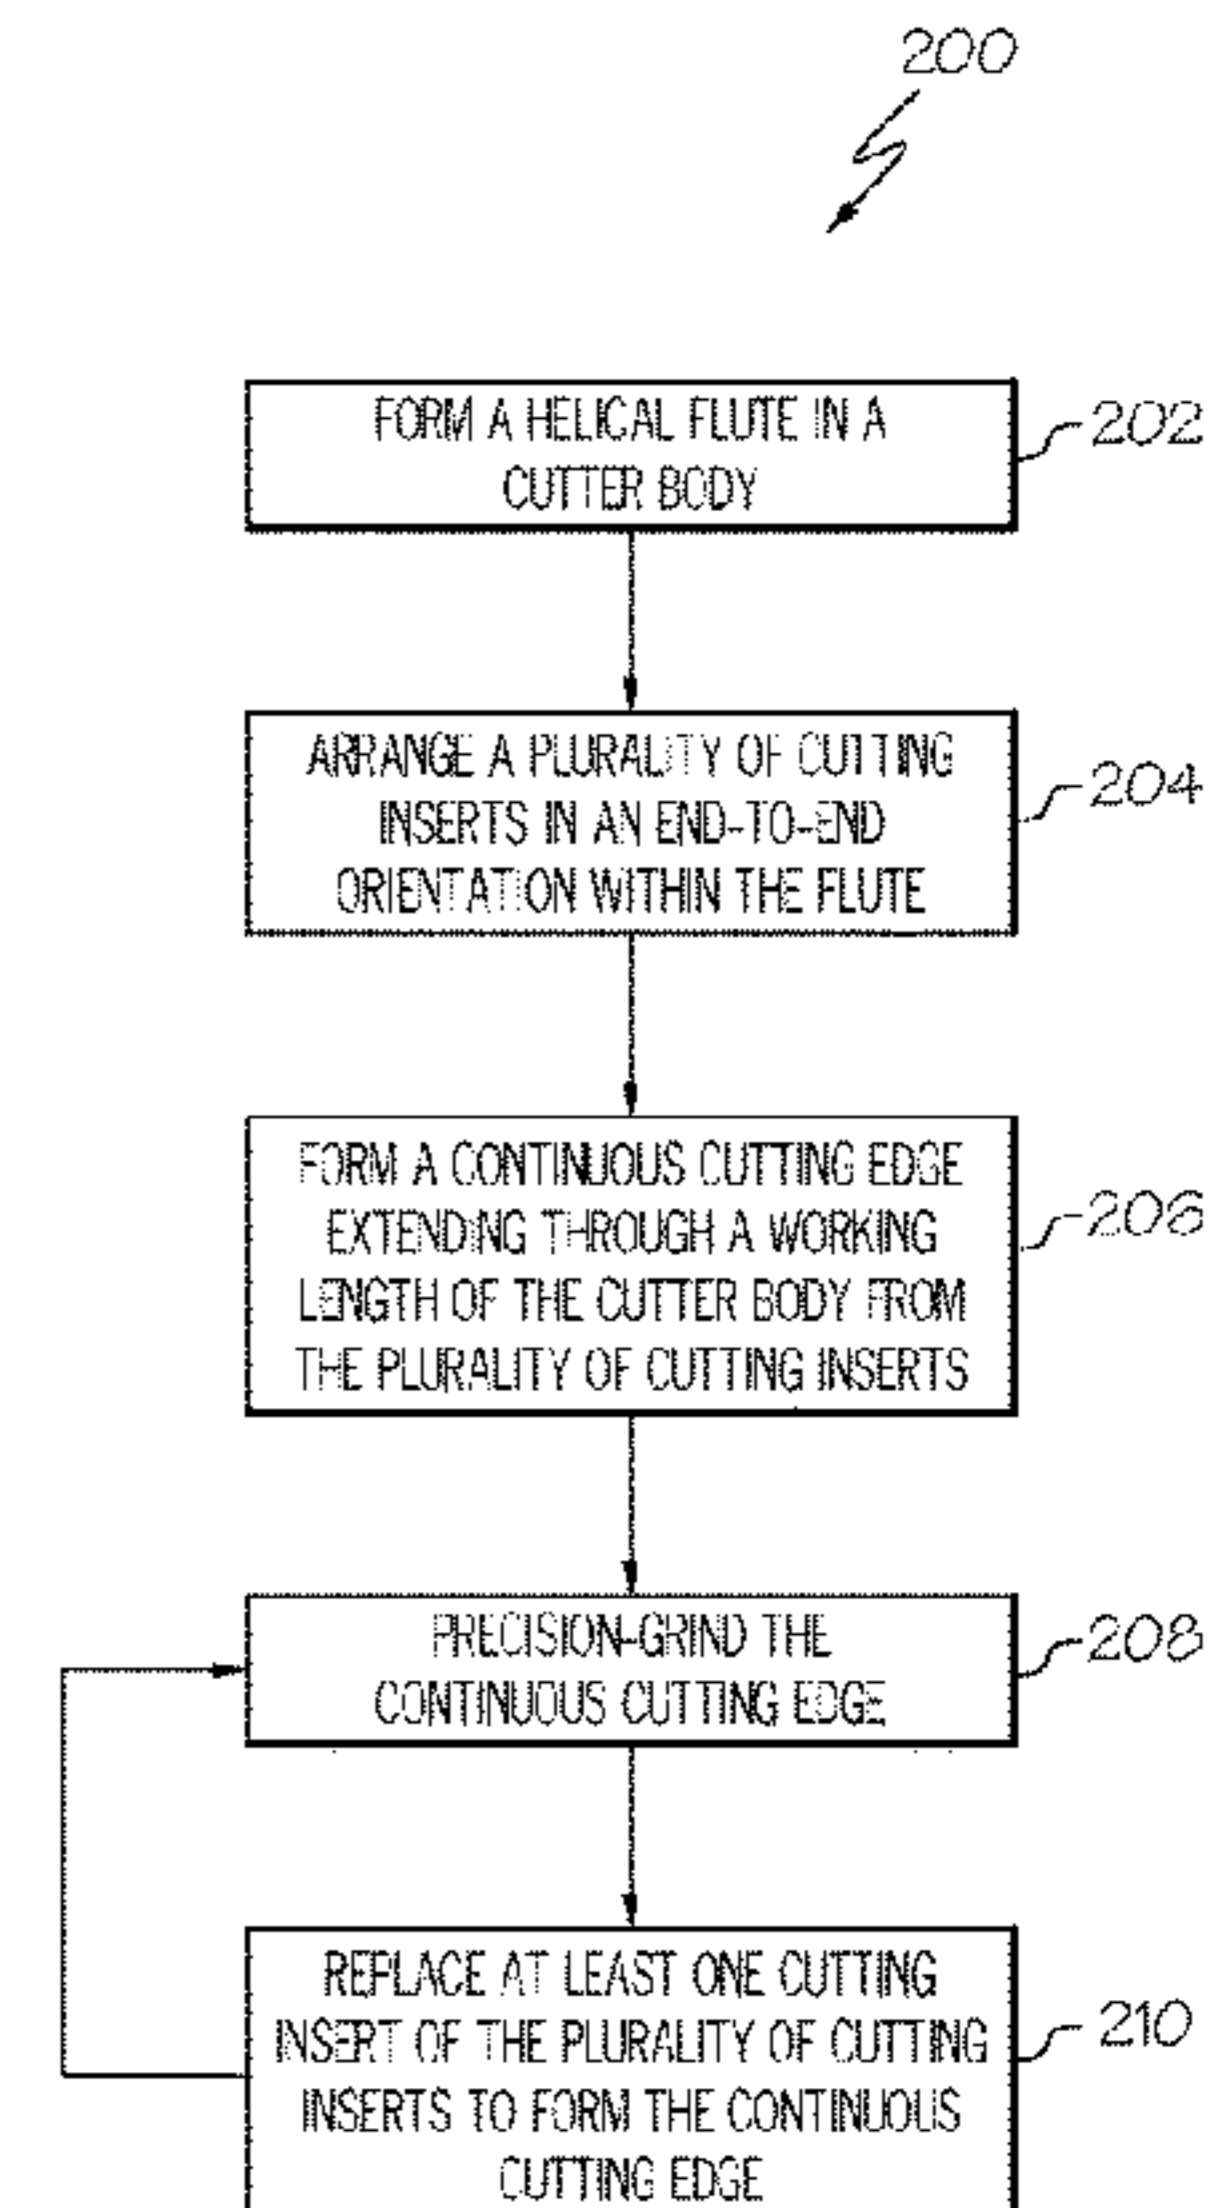 200
FORM A HELICAL FLUTE IN A
CUTTER BODY
202
ARRANGE A PLURALITY OF CUTTING
INSERTS IN AN END-TO-END
ORIENTATION WITHIN THE FLUTE
204
FORM A CONTINUOUS CUTTING EDGE
EXTENDING THROUGH A WORKING
LENGTH OF THE CUTTER BODY FROM
THE PLURALITY OF CUTTING INSERTS
206
PRECISION-GRIND THE
CONTINUOUS CUTTING EDGE
208
REPLACE AT LEAST ONE CUTTING
INSERT OF THE PLURALITY OF CUTTING
INSERTS TO FORM THE CONTINUOUS
CUTTING EDGE
210